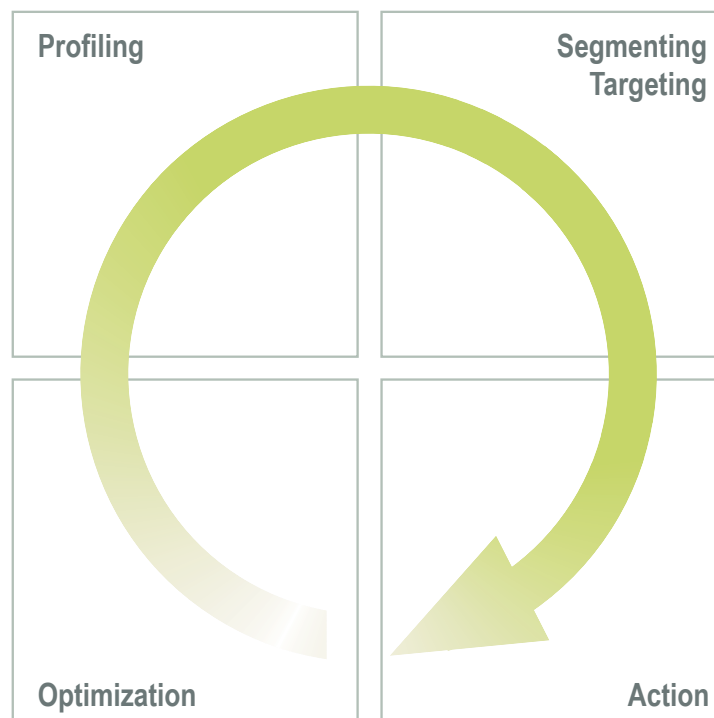 Profiling
Segmenting
Targeting
Optimization
Action